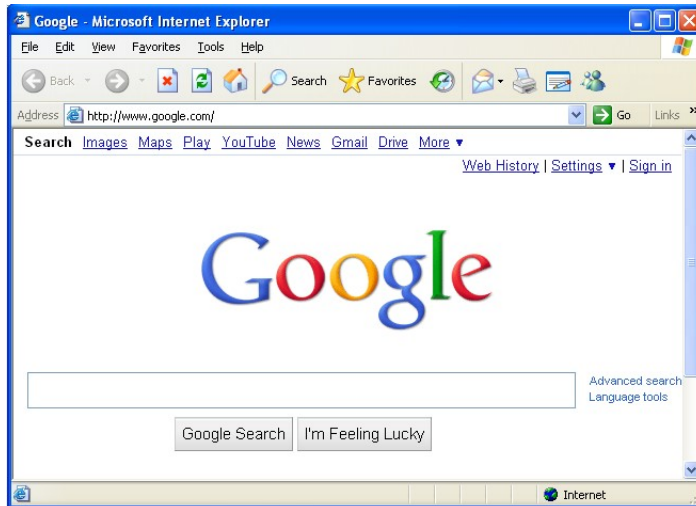 Google - Microsoft Internet Explorer
File Edit View Favorites Tools Help
Back Search Favorites
Address http://www.google.com/ Go Links »
Search Images Maps Play YouTube News Gmail Drive More ▼
Web History | Settings ▼ | Sign in
Google
Advanced search
Language tools
Google Search I'm Feeling Lucky
Internet